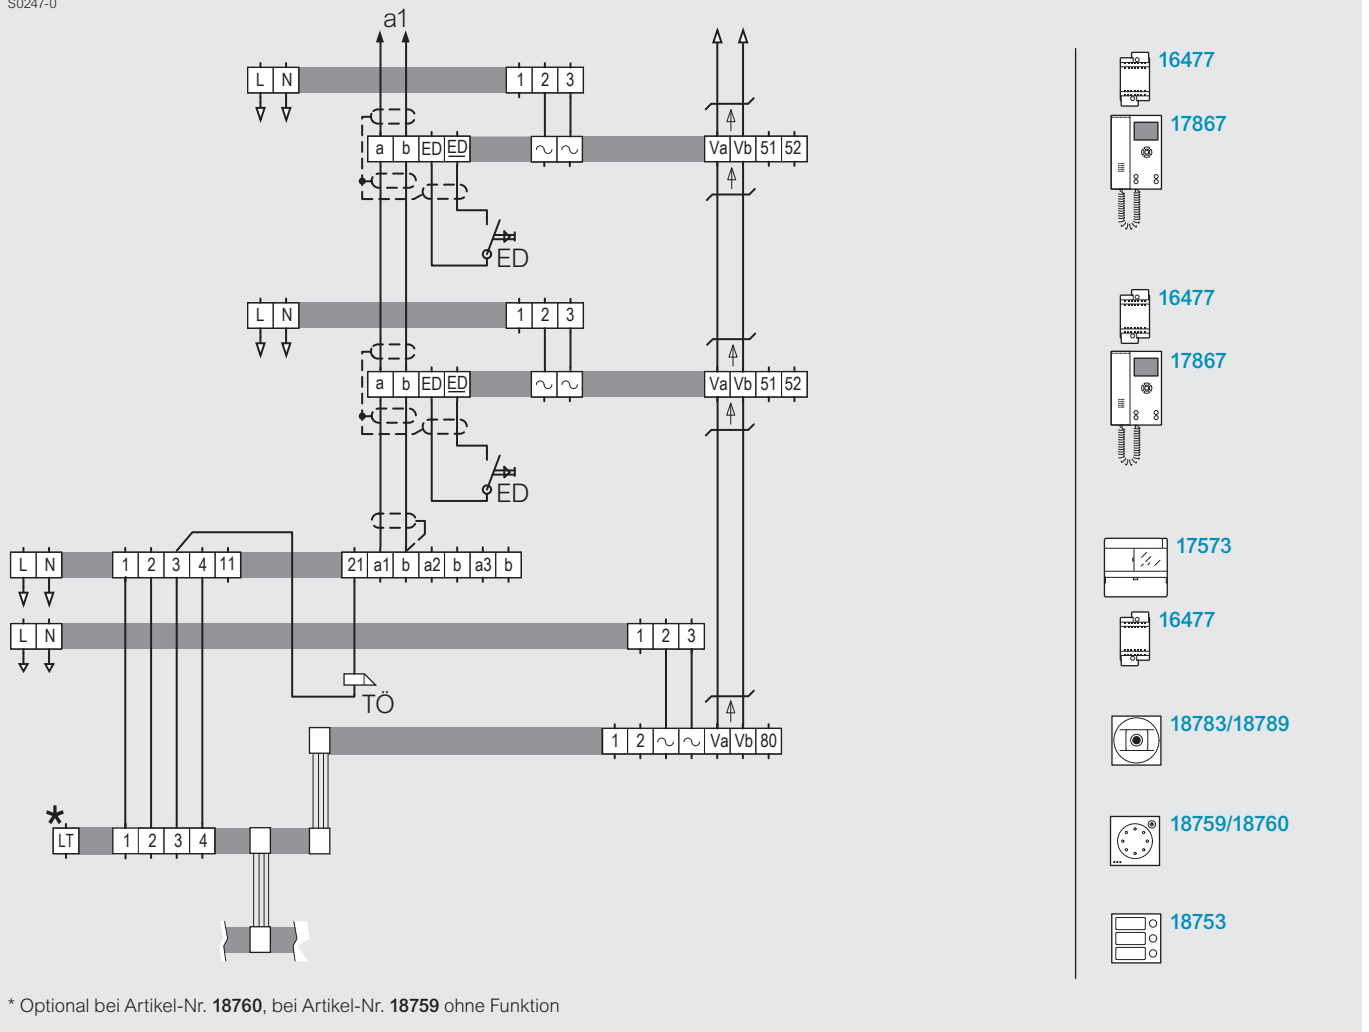 S0247-0
a1
L N 1 2 3 16477
17867
a b ED ED ~ ~ Va Vb 51 52
ED
L N 1 2 3 16477
17867
a b ED ED ~ ~ Va Vb 51 52
ED
L N 1 2 3 4 11 21 a1 b a2 b a3 b 17573
L N 1 2 3 16477
TÖ
1 2 ~ ~ Va Vb 80 18783/18789
*
LT 1 2 3 4 18759/18760
18753
* Optional bei Artikel-Nr. 18760, bei Artikel-Nr. 18759 ohne Funktion